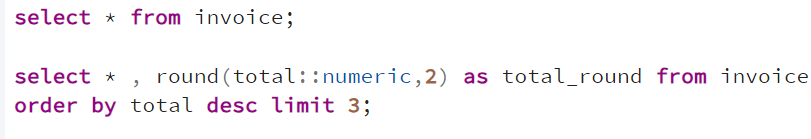 select * from invoice;
select * , round(total::numeric,2) as total_round from invoice
order by total desc limit 3;